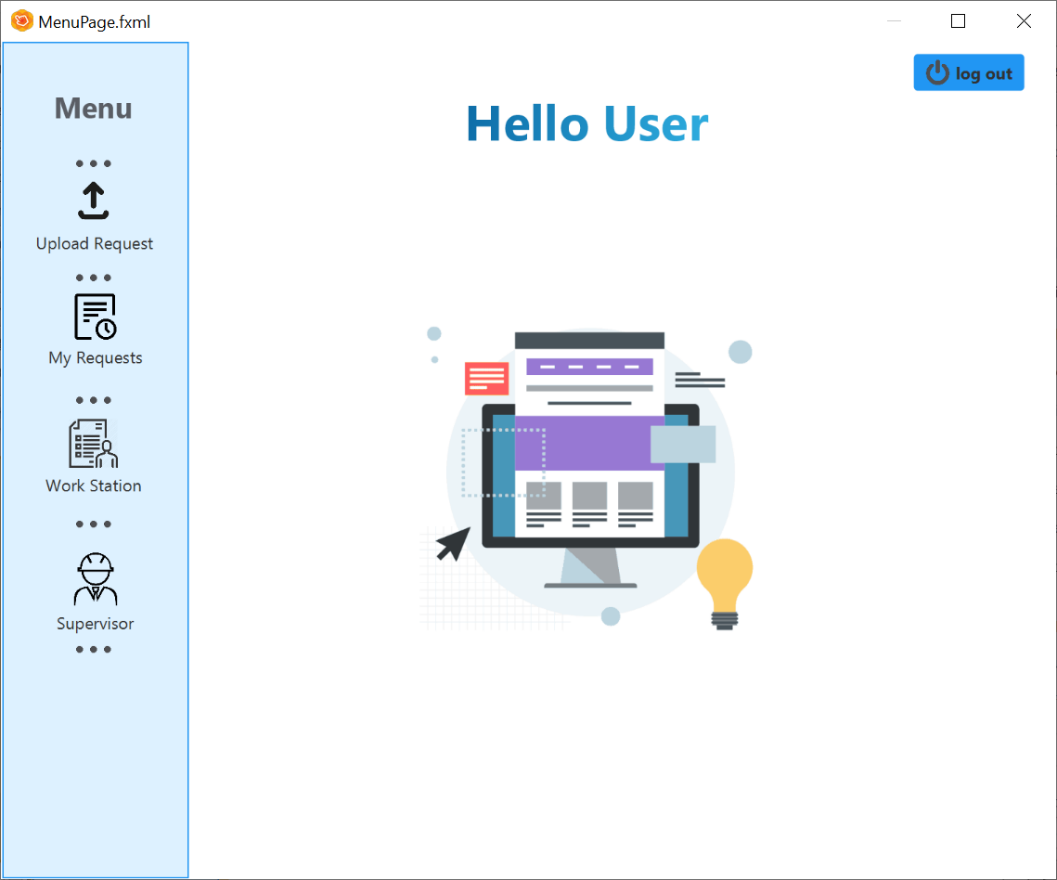 MenuPage.fxml
log out
Menu
Hello User
Upload Request
My Requests
Work Station
Supervisor